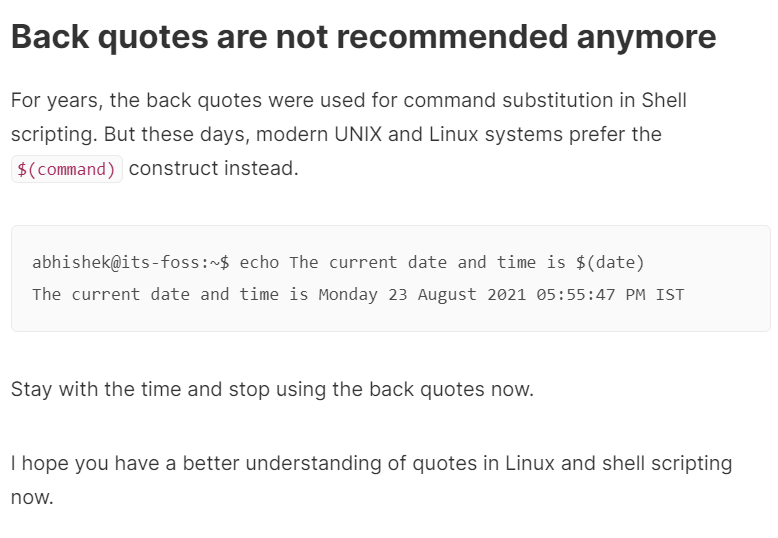 Back quotes are not recommended anymore
For years, the back quotes were used for command substitution in Shell
scripting. But these days, modern UNIX and Linux systems prefer the
$(command) construct instead.
abhishek@its-foss:~$ echo The current date and time is $(date)
The current date and time is Monday 23 August 2021 05:55:47 PM IST
Stay with the time and stop using the back quotes now.
I hope you have a better understanding of quotes in Linux and shell scripting
now.